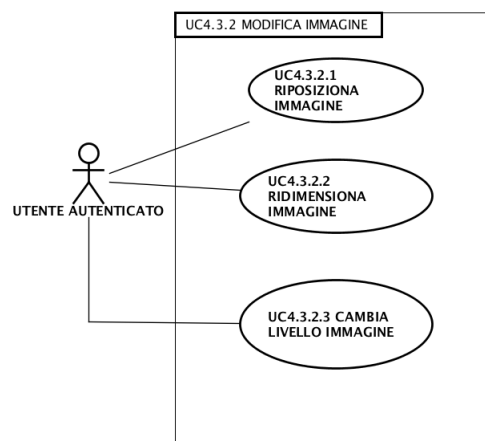 UC4.3.2 MODIFICA IMMAGINE
UC4.3.2.1
RIPOSIZIONA
IMMAGINE
UC4.3.2.2
RIDIMENSIONA
IMMAGINE
UTENTE AUTENTICATO
UC4.3.2.3 CAMBIA
LIVELLO IMMAGINE